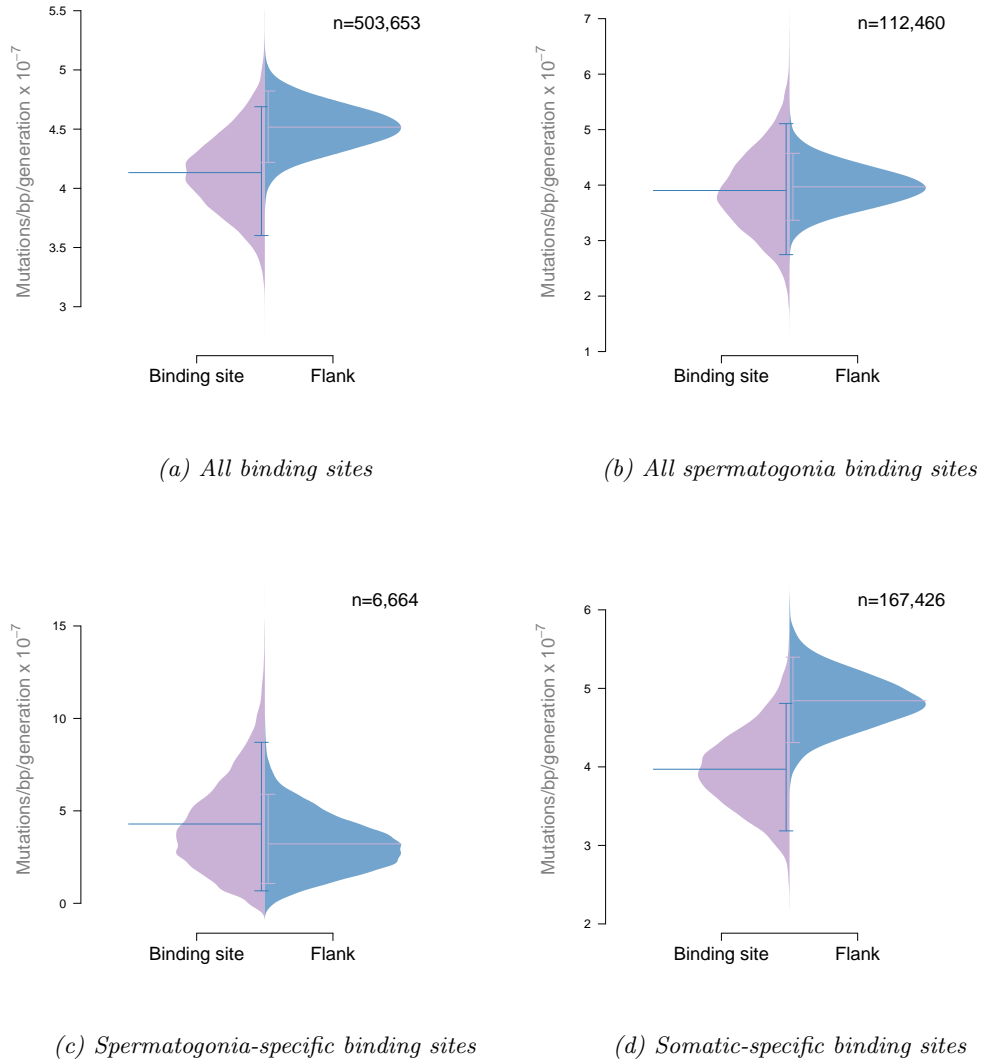 n=503,653
Mutations/bp/generation x 10⁻⁷
5.5
5
4.5
4
3.5
3
Binding site Flank
(a) All binding sites
n=112,460
Mutations/bp/generation x 10⁻⁷
7
6
5
4
3
2
1
Binding site Flank
(b) All spermatogonia binding sites
n=6,664
Mutations/bp/generation x 10⁻⁷
15
10
5
0
Binding site Flank
(c) Spermatogonia-specific binding sites
n=167,426
Mutations/bp/generation x 10⁻⁷
6
5
4
3
2
Binding site Flank
(d) Somatic-specific binding sites